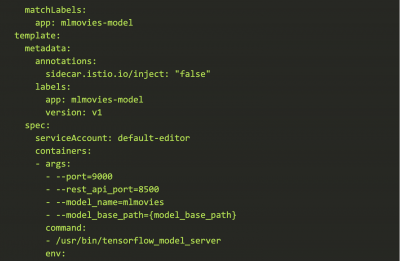 matchLabels:
app: mlmovies-model
template:
metadata:
annotations:
sidecar.istio.io/inject: "false"
labels:
app: mlmovies-model
version: v1
spec:
serviceAccount: default-editor
containers:
- args:
- --port=9000
- --rest_api_port=8500
- --model_name=mlmovies
- --model_base_path={model_base_path}
command:
- /usr/bin/tensorflow_model_server
env: